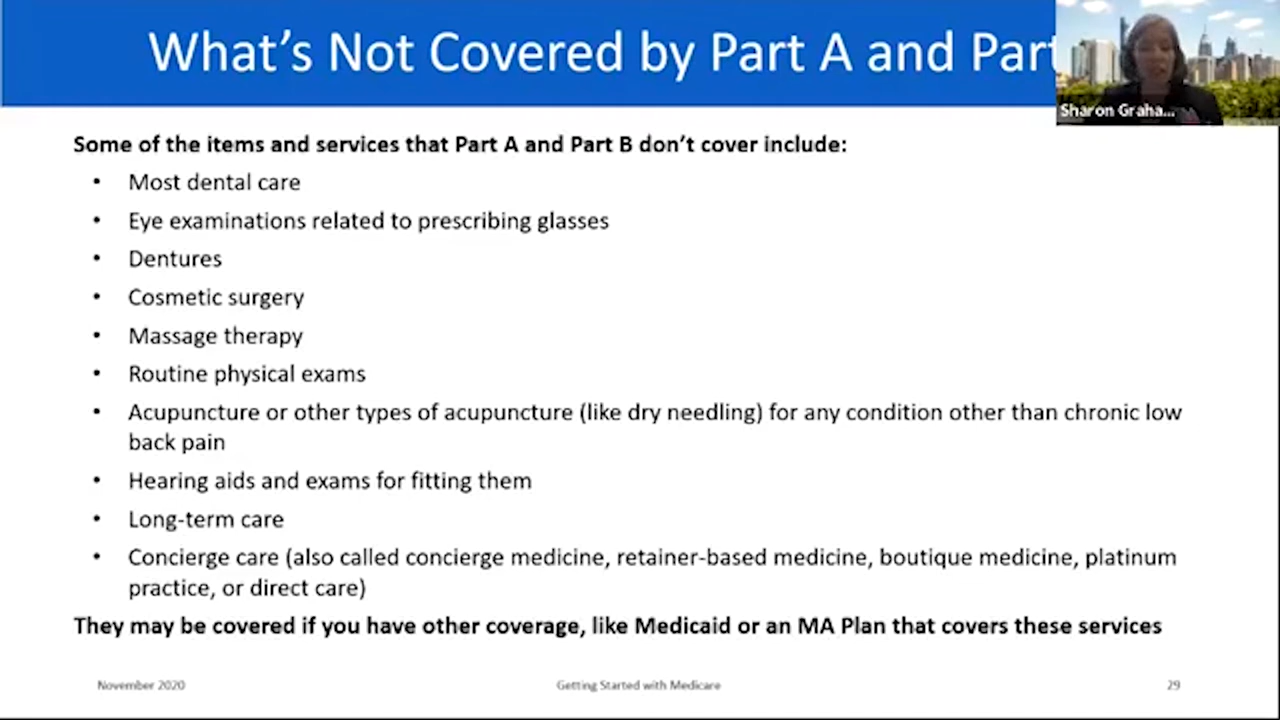 What's Not Covered by Part A and Part
Sharon Graha...
Some of the items and services that Part A and Part B don't cover include:
• Most dental care
• Eye examinations related to prescribing glasses
• Dentures
• Cosmetic surgery
• Massage therapy
• Routine physical exams
• Acupuncture or other types of acupuncture (like dry needling) for any condition other than chronic low
back pain
• Hearing aids and exams for fitting them
• Long-term care
• Concierge care (also called concierge medicine, retainer-based medicine, boutique medicine, platinum
practice, or direct care)
They may be covered if you have other coverage, like Medicaid or an MA Plan that covers these services
November 2020
Getting Started with Medicare
29